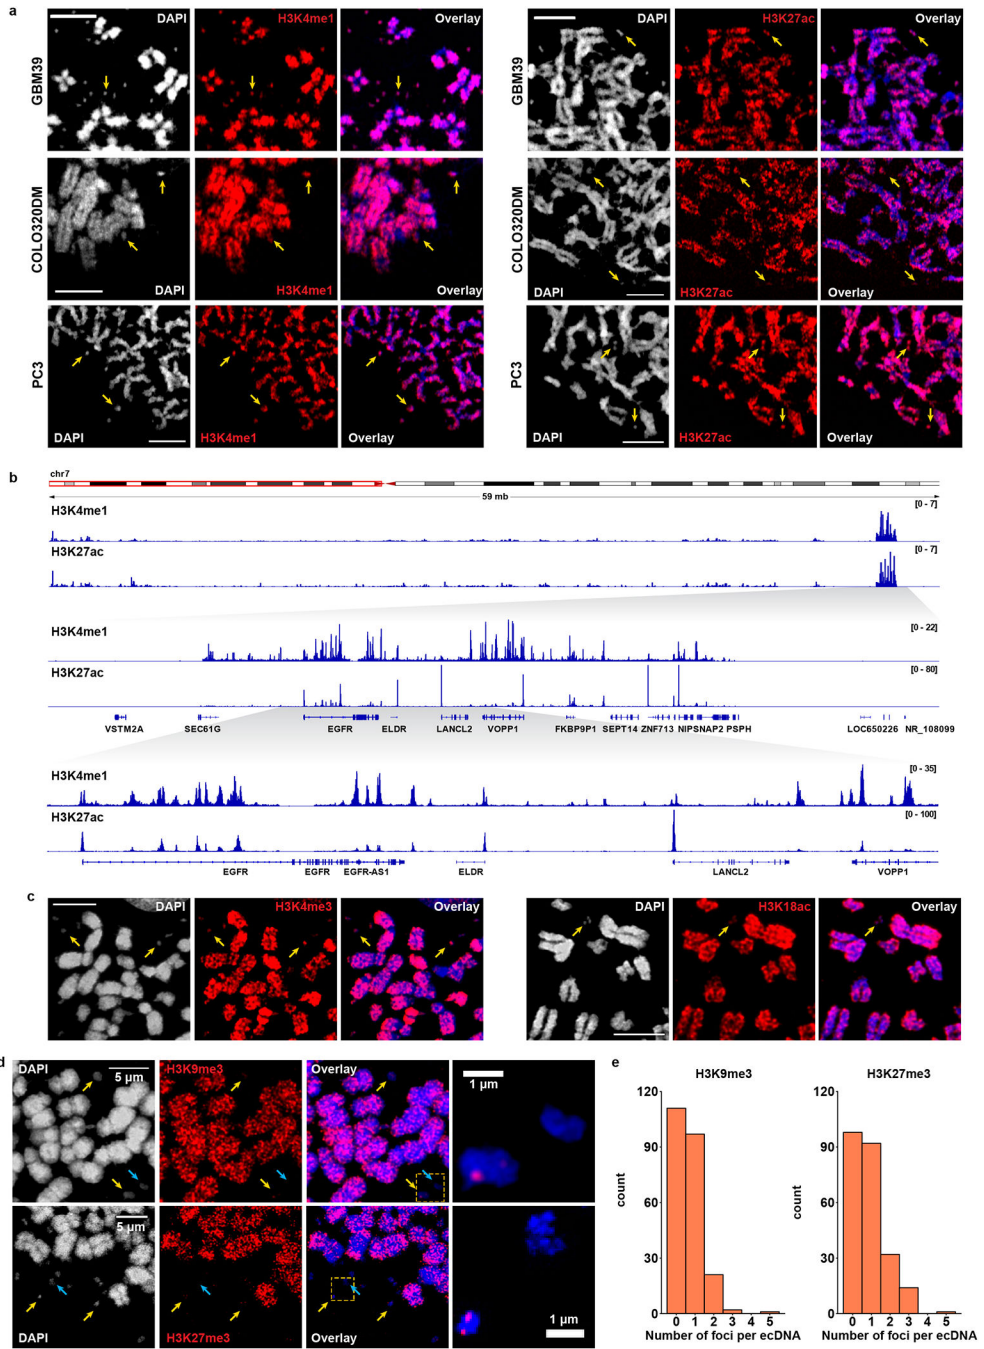 a
DAPI
H3K4me1
Overlay
GBM39
DAPI
H3K27ac
Overlay
GBM39
COLO320DM
DAPI
H3K4me1
Overlay
COLO320DM
DAPI
H3K27ac
Overlay
PC3
DAPI
H3K4me1
Overlay
PC3
DAPI
H3K27ac
Overlay
b
chr7
59 mb
H3K4me1
[0 - 7]
H3K27ac
[0 - 7]
H3K4me1
[0 - 22]
H3K27ac
[0 - 80]
VSTM2A SEC61G EGFR ELDR LANCL2 VOPP1 FKBP9P1 SEPT14 ZNF713 NIPSNAP2 PSPH LOC650226 NR_108099
H3K4me1
[0 - 35]
H3K27ac
[0 - 100]
EGFR EGFR EGFR-AS1 ELDR LANCL2 VOPP1
c
DAPI
H3K4me3
Overlay
DAPI
H3K18ac
Overlay
d
DAPI
5 µm
H3K9me3
Overlay
1 µm
5 µm
DAPI
H3K27me3
Overlay
1 µm
e
H3K9me3
120
90
60
30
0
count
0 1 2 3 4 5
Number of foci per ecDNA
H3K27me3
120
90
60
30
0
count
0 1 2 3 4 5
Number of foci per ecDNA